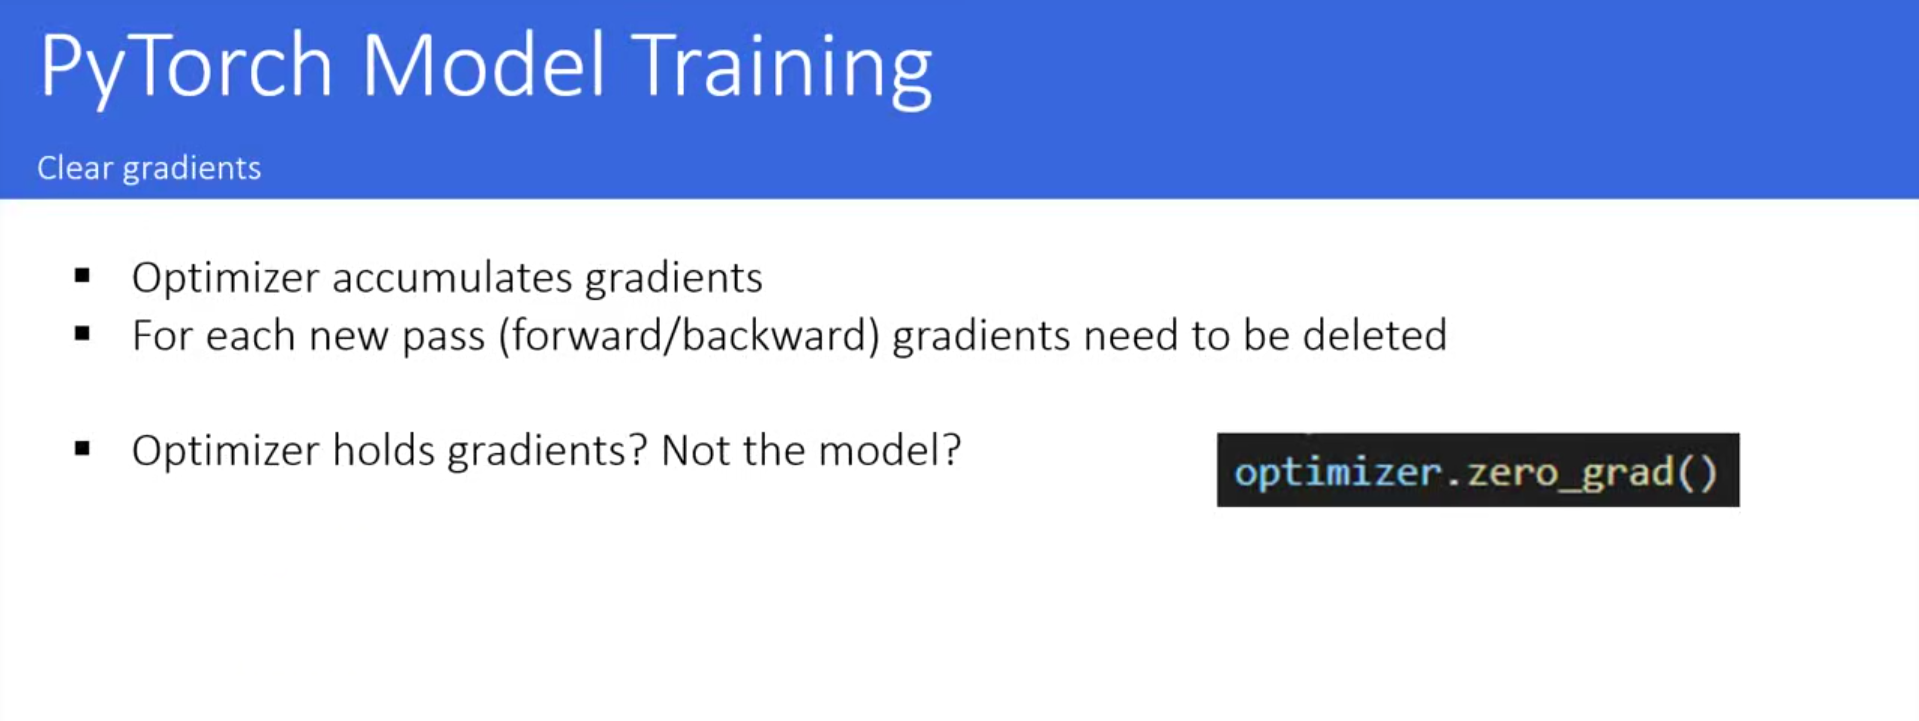 PyTorch Model Training
Clear gradients
▪ Optimizer accumulates gradients
▪ For each new pass (forward/backward) gradients need to be deleted
▪ Optimizer holds gradients? Not the model?
optimizer.zero_grad()